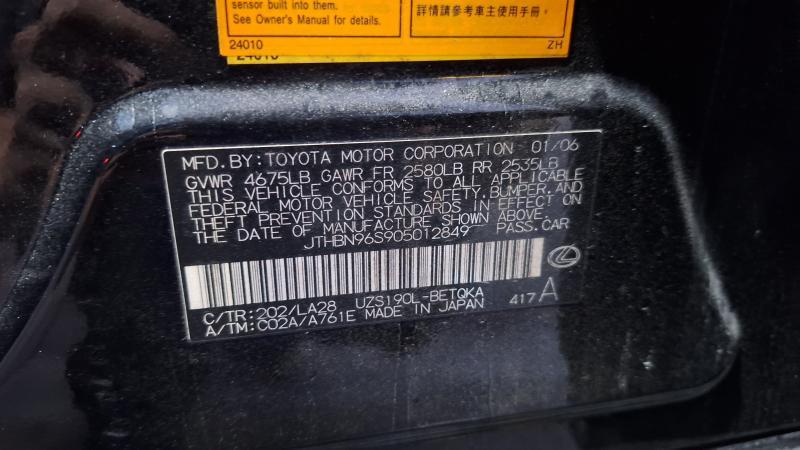 sensor built into them.
See Owner's Manual for details.
24010
詳情請參考車主使用手冊。
ZH
24010
MFD. BY: TOYOTA MOTOR CORPORATION 01/06
GVWR 4675LB GAWR FR 2580LB RR 2535LB
THIS VEHICLE CONFORMS TO ALL APPLICABLE
FEDERAL MOTOR VEHICLE SAFETY, BUMPER, AND
THEFT PREVENTION STANDARDS IN EFFECT ON
THE DATE OF MANUFACTURE SHOWN ABOVE.
JTHBN96S905012849 PASS. CAR
C/TR: 202/LA28 UZS190L-BETQKA
A/TM: C02A/A761E MADE IN JAPAN 417 A